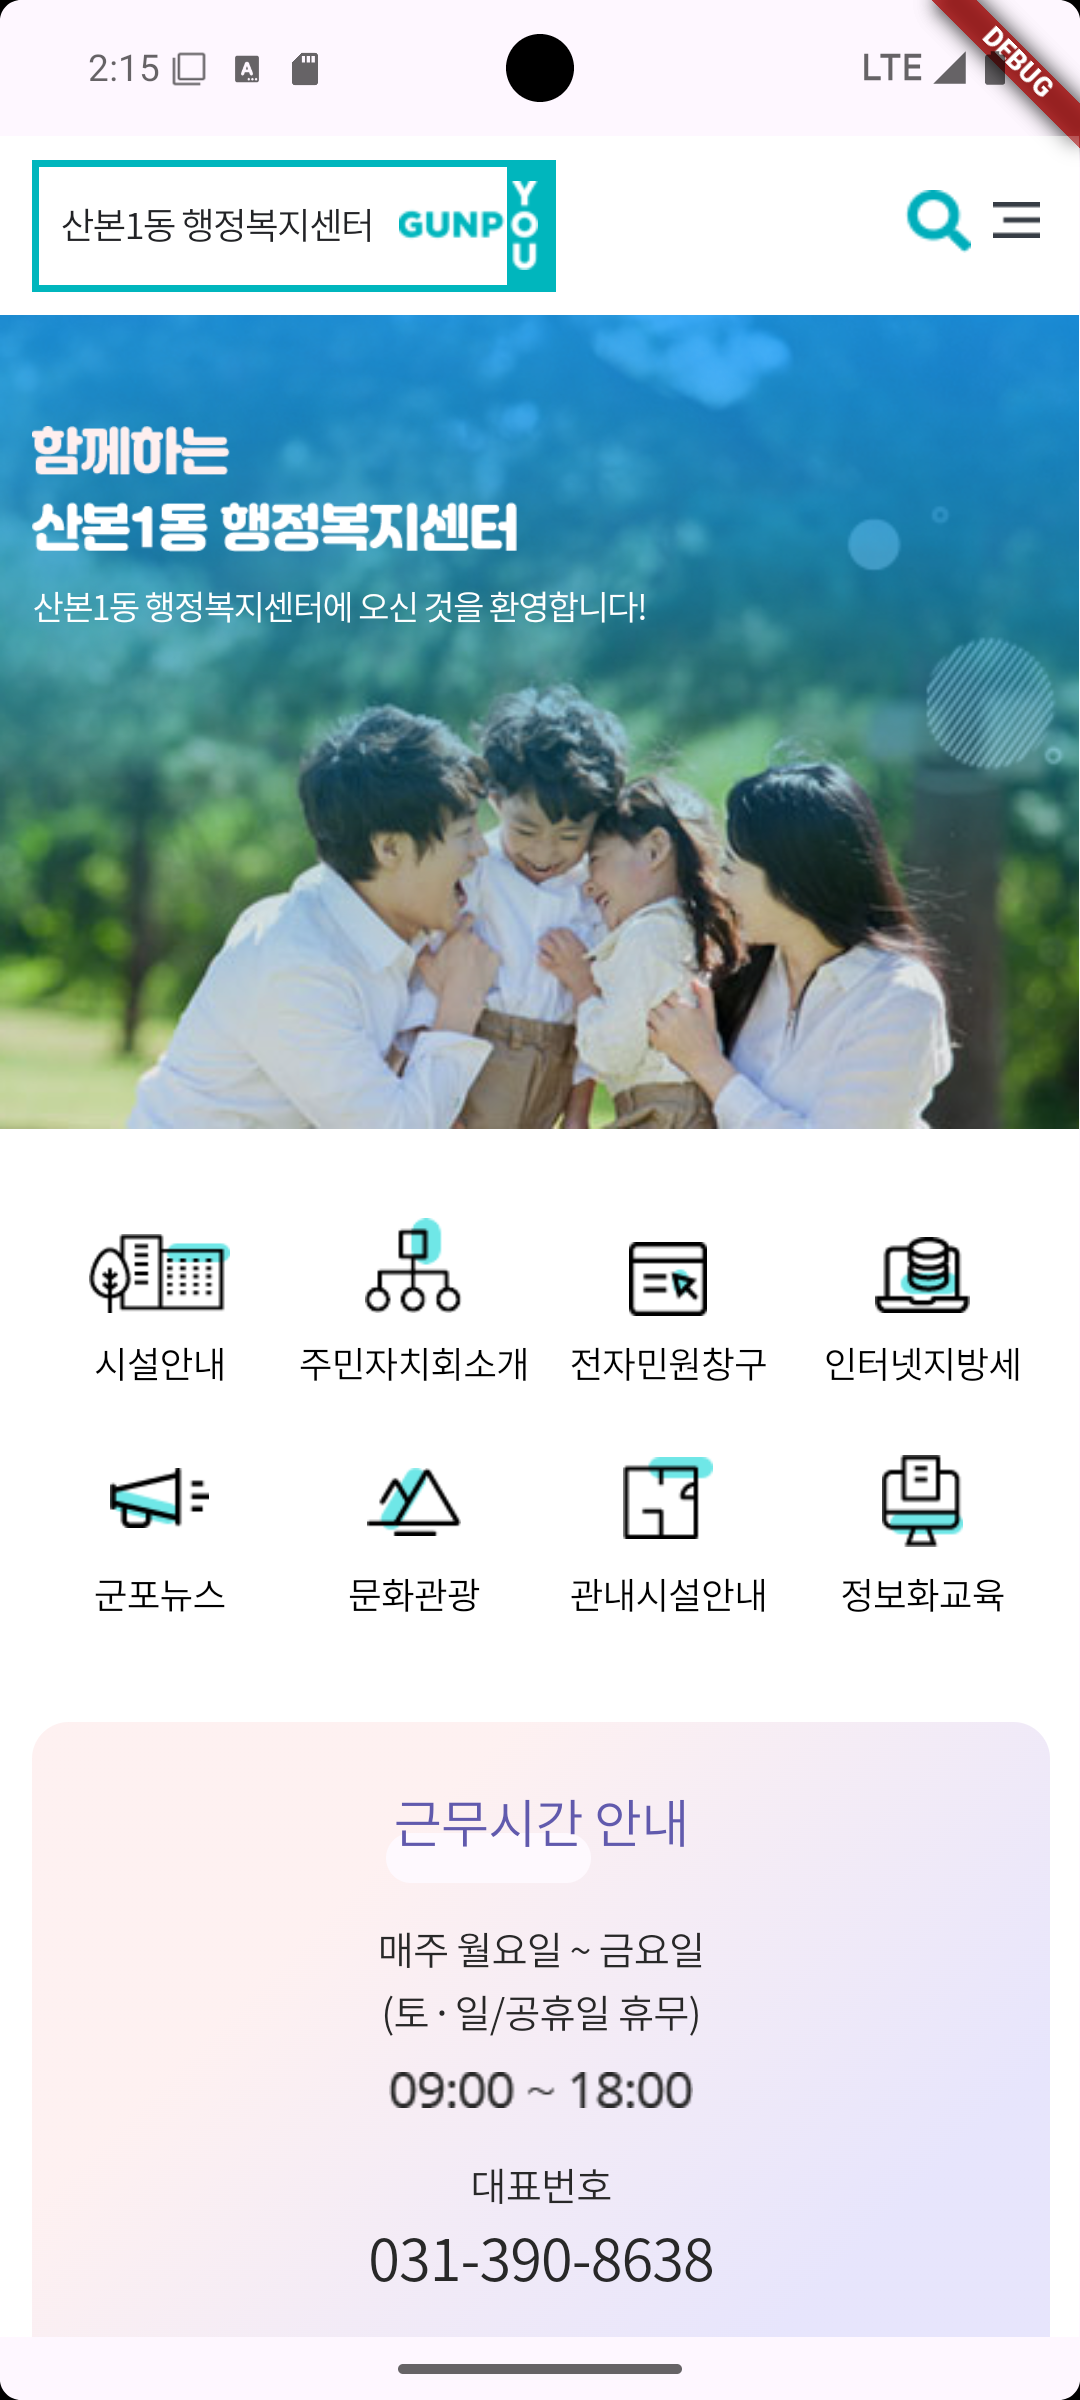 2:15
LTE
DEBUG
산본1동 행정복지센터 GUNP YOU
함께하는
산본1동 행정복지센터
산본1동 행정복지센터에 오신 것을 환영합니다!
시설안내 주민자치회소개 전자민원창구 인터넷지방세
군포뉴스 문화관광 관내시설안내 정보화교육
근무시간 안내
매주 월요일 ~ 금요일
(토 · 일/공휴일 휴무)
09:00 ~ 18:00
대표번호
031-390-8638